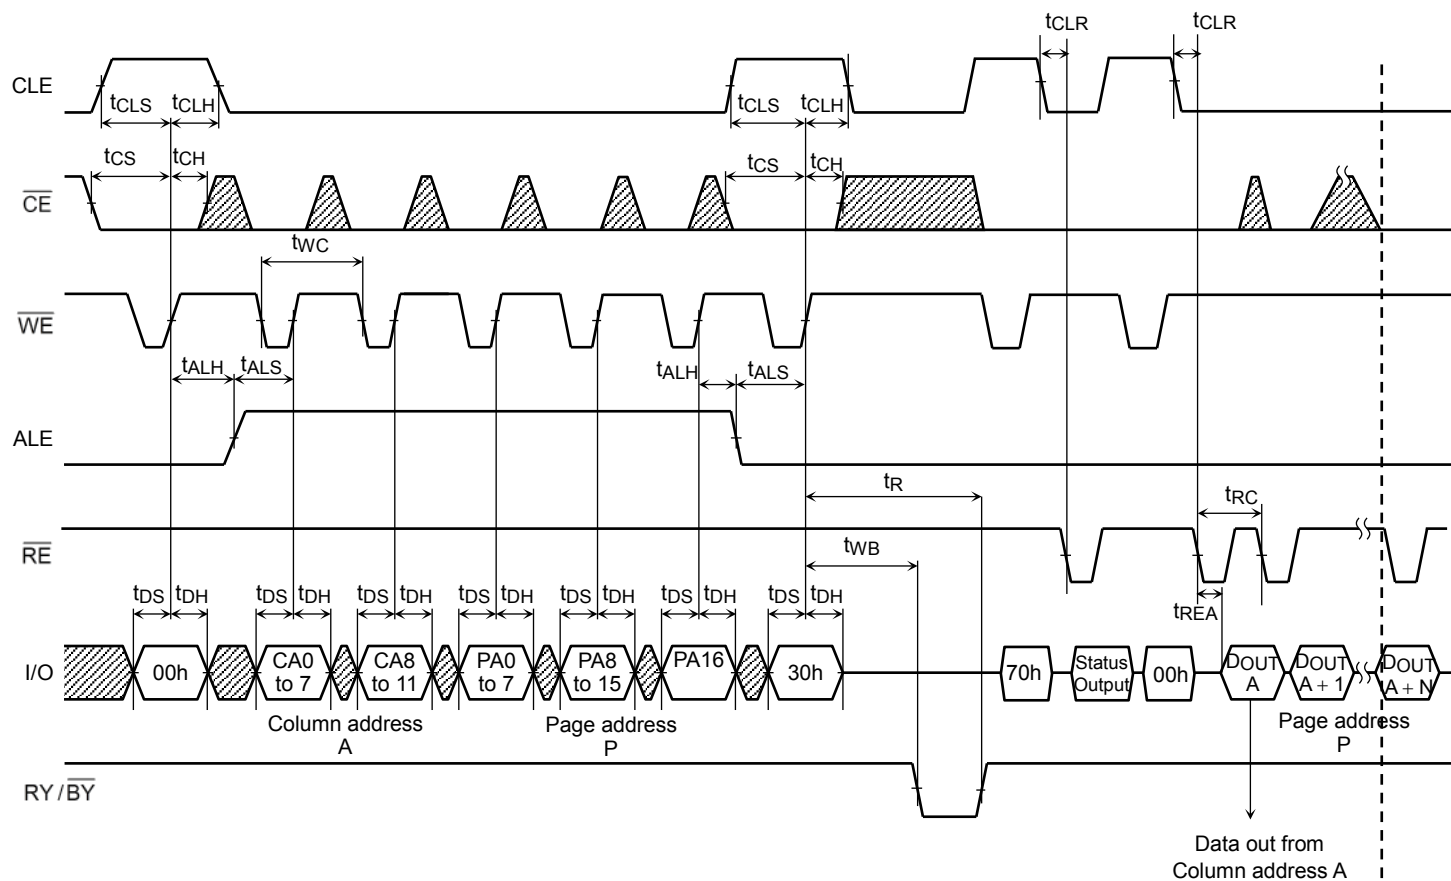 tCLR tCLR
CLE
tCLS tCLH tCLS tCLH
tCS tCH tCS tCH
CE
tWC
WE
tALH tALS tALH tALS
ALE
tR
tRC
RE
tWB
tREA
tDS tDH tDS tDH tDS tDH tDS tDH tDS tDH tDS tDH tDS tDH
I/O
00h
CA0
to 7
CA8
to 11
PA0
to 7
PA8
to 15
PA16
30h
70h
Status
Output
00h
DOUT
A
DOUT
A + 1
DOUT
A + N
Column address
A
Page address
P
Page address
P
RY/BY
Data out from
Column address A